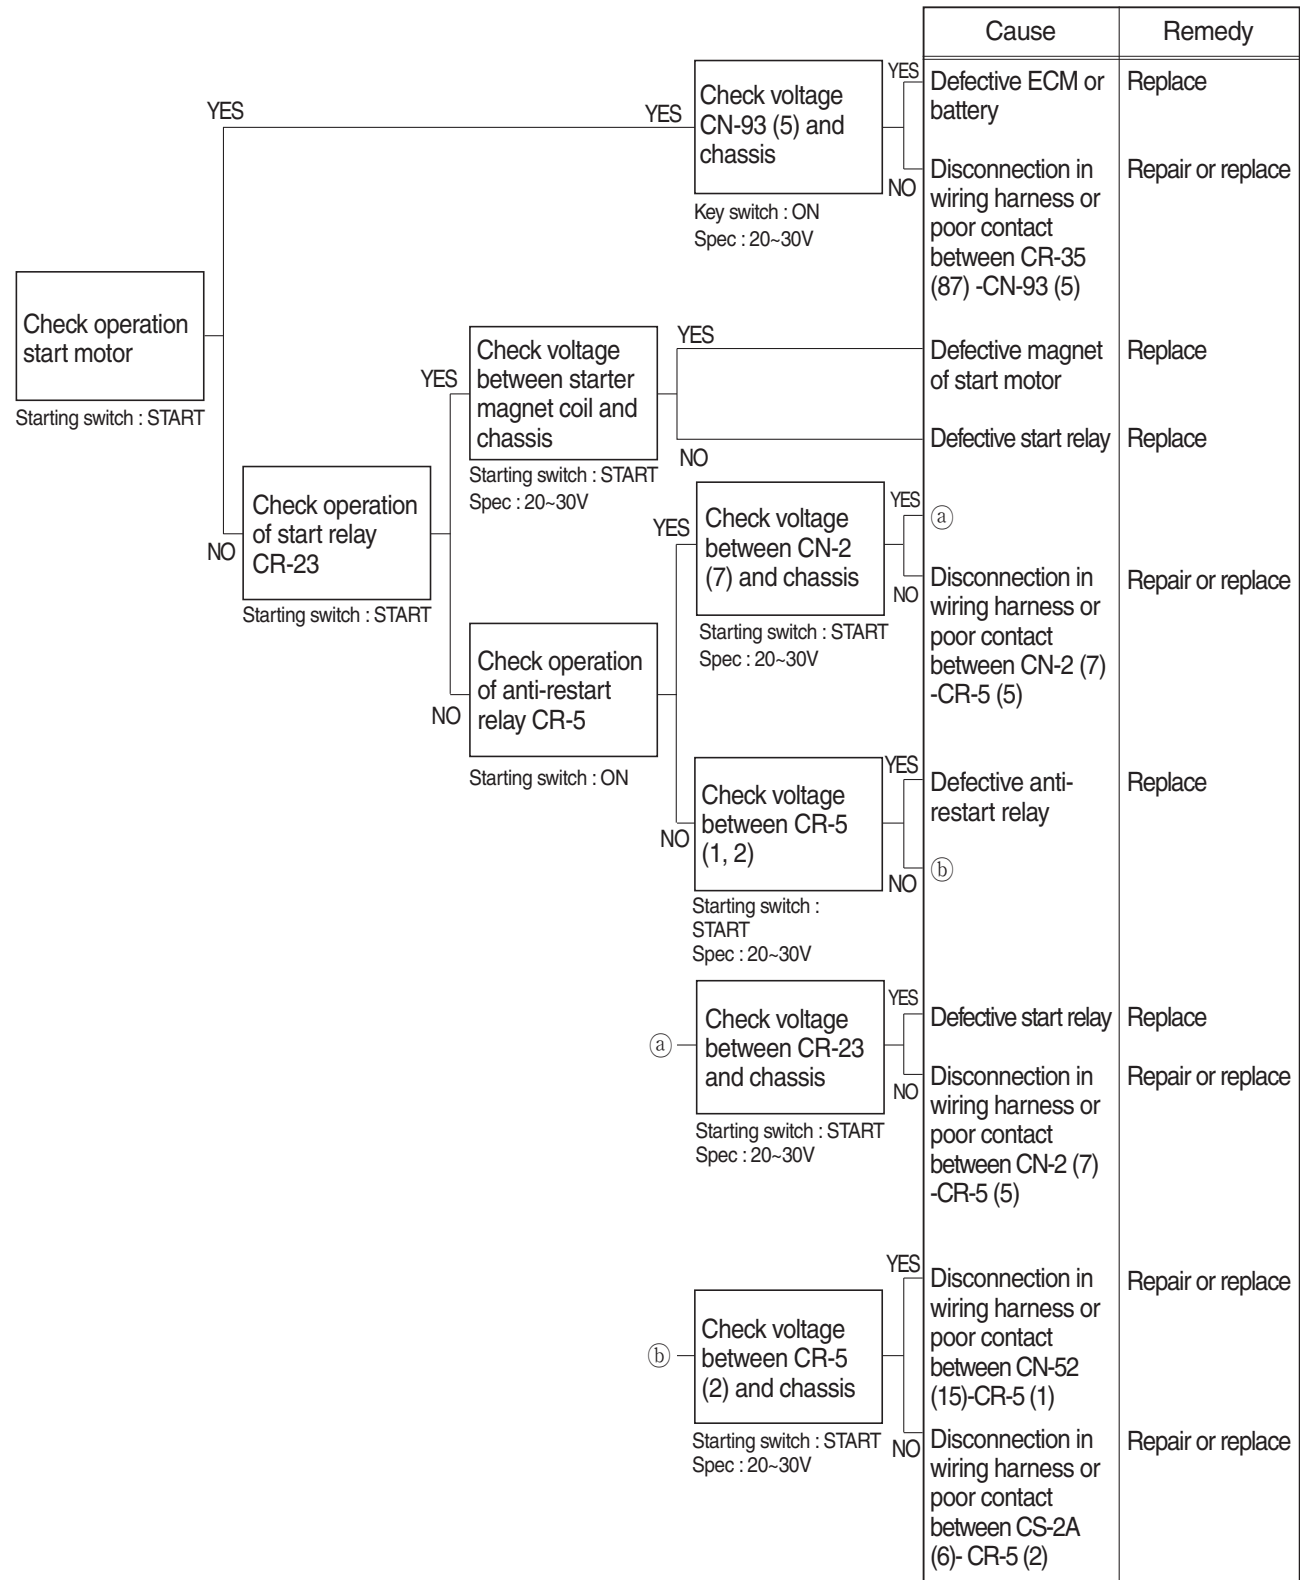 Cause Remedy
YES
YES
Check voltage
CN-93 (5) and
chassis
Key switch : ON
Spec : 20~30V
YES
Defective ECM or
battery
Replace
NO
Disconnection in
wiring harness or
poor contact
between CR-35
(87) -CN-93 (5)
Repair or replace
Check operation
start motor
Starting switch : START
NO
Check operation
of start relay
CR-23
Starting switch : START
YES
Check voltage
between starter
magnet coil and
chassis
Starting switch : START
Spec : 20~30V
YES
Defective magnet
of start motor
Replace
NO
Defective start relay
Replace
NO
Check operation
of anti-restart
relay CR-5
Starting switch : ON
YES
Check voltage
between CN-2
(7) and chassis
Starting switch : START
Spec : 20~30V
YES
ⓐ
NO
Disconnection in
wiring harness or
poor contact
between CN-2 (7)
-CR-5 (5)
Repair or replace
NO
Check voltage
between CR-5
(1, 2)
Starting switch :
START
Spec : 20~30V
YES
Defective anti-
restart relay
Replace
NO
ⓑ
ⓐ
Check voltage
between CR-23
and chassis
Starting switch : START
Spec : 20~30V
YES
Defective start relay
Replace
NO
Disconnection in
wiring harness or
poor contact
between CN-2 (7)
-CR-5 (5)
Repair or replace
ⓑ
Check voltage
between CR-5
(2) and chassis
Starting switch : START
Spec : 20~30V
YES
Disconnection in
wiring harness or
poor contact
between CN-52
(15)-CR-5 (1)
Repair or replace
NO
Disconnection in
wiring harness or
poor contact
between CS-2A
(6)- CR-5 (2)
Repair or replace